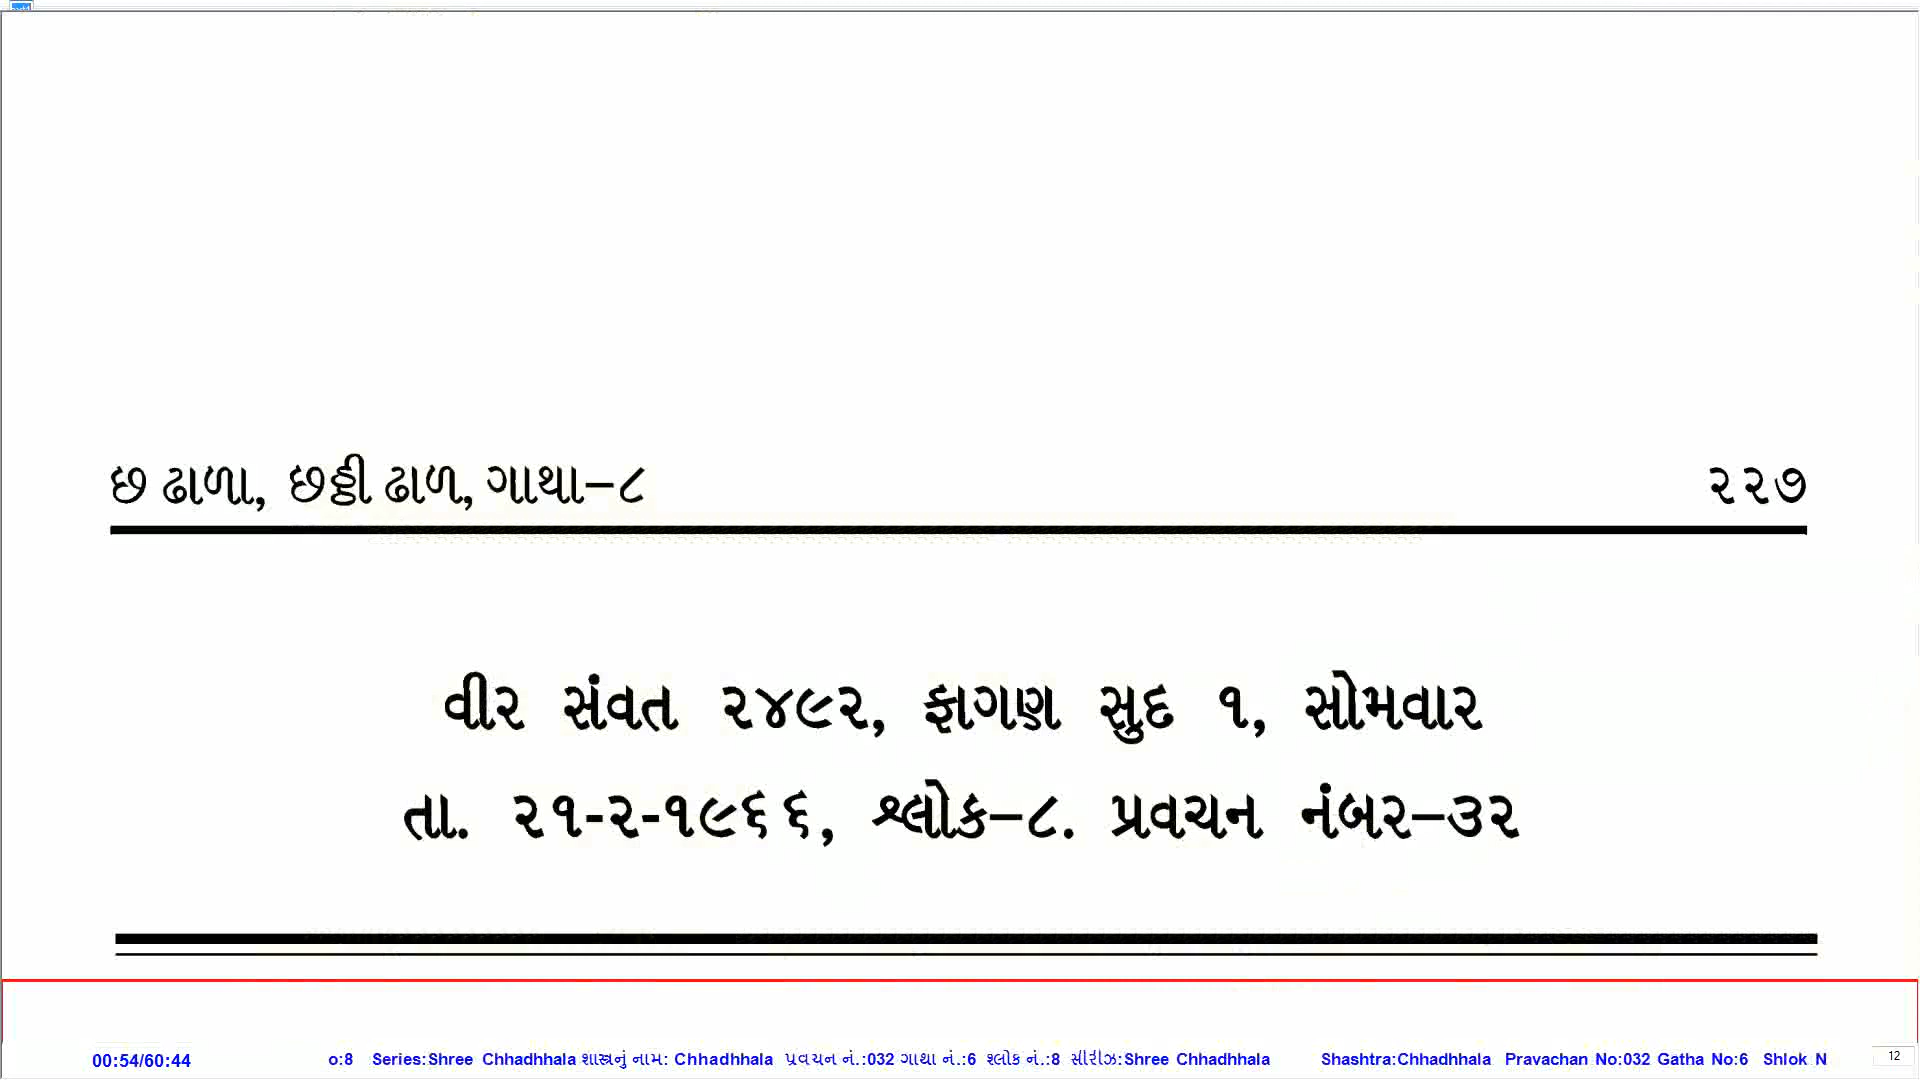 છ ઢાળા, છઠ્ઠી ઢાળ, ગાથા–૮ ૨૨૭
વીર સંવત ૨૪૯૨, ફાગણ સુદ ૧, સોમવાર
તા. ૨૧-૨-૧૯૬૬, શ્લોક–૮. પ્રવચન નંબર–૩૨
00:54/60:44 o:8 Series:Shree Chhadhhala શાસ્ત્રનું નામ: Chhadhhala પ્રવચન નં.:032 ગાથા નં.:6 શ્લોક નં.:8 સીરીઝ:Shree Chhadhhala Shashtra:Chhadhhala Pravachan No:032 Gatha No:6 Shlok N 12